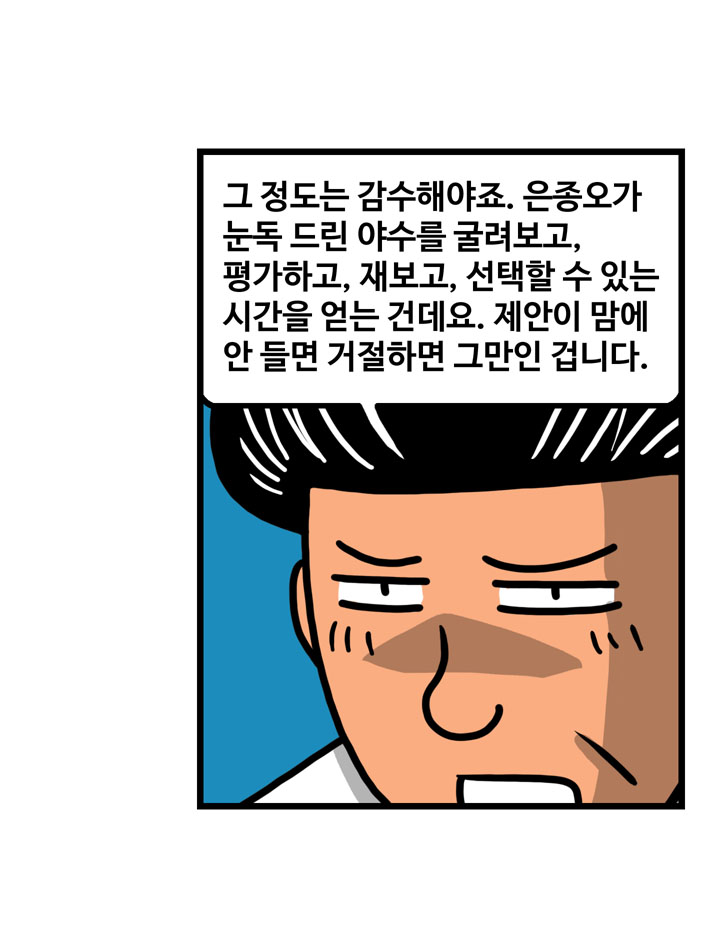 그 정도는 감수해야죠. 은종오가
눈독 드린 야수를 굴려보고,
평가하고, 재보고, 선택할 수 있는
시간을 얻는 건데요. 제안이 맘에
안 들면 거절하면 그만인 겁니다.